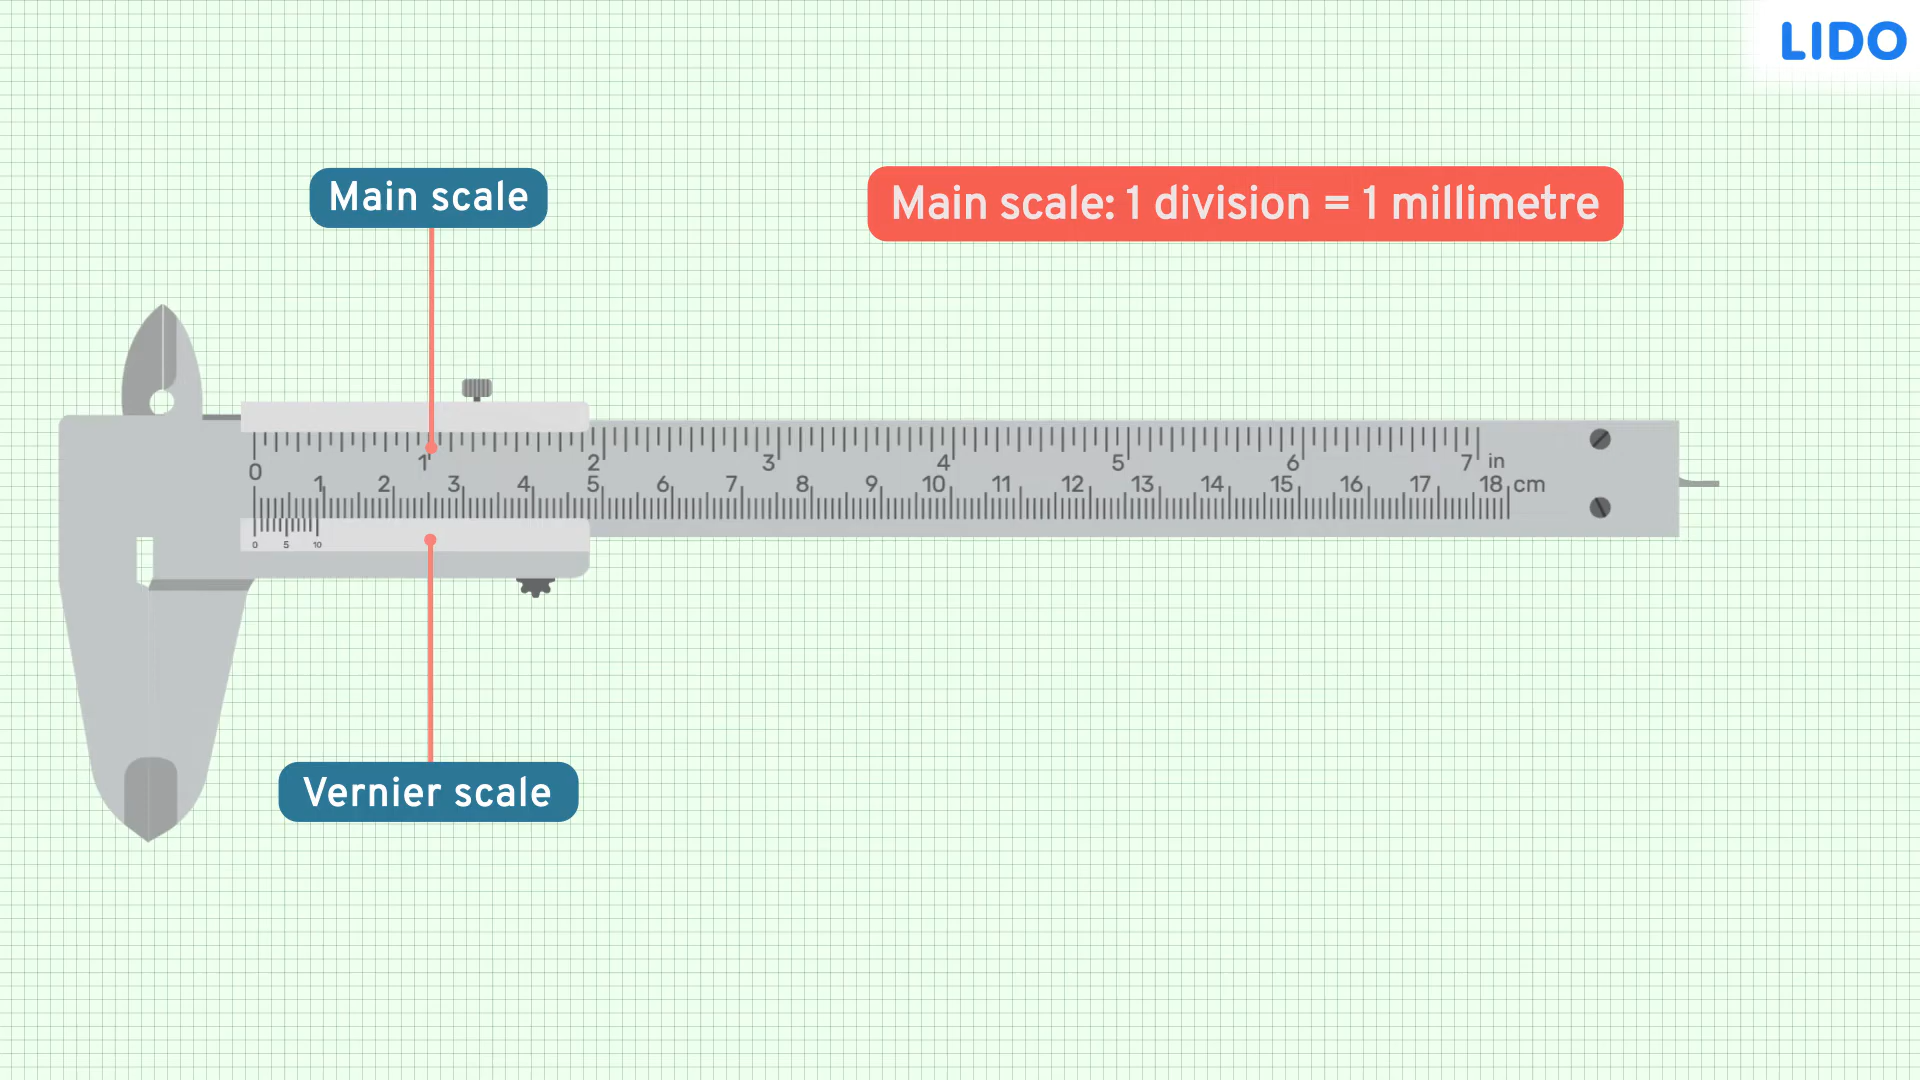 LIDO
Main scale
Main scale: 1 division = 1 millimetre
0 1 2 3 4 5 6 7 in
1 2 3 4 5 6 7 8 9 10 11 12 13 14 15 16 17 18 cm
0 5 10
Vernier scale